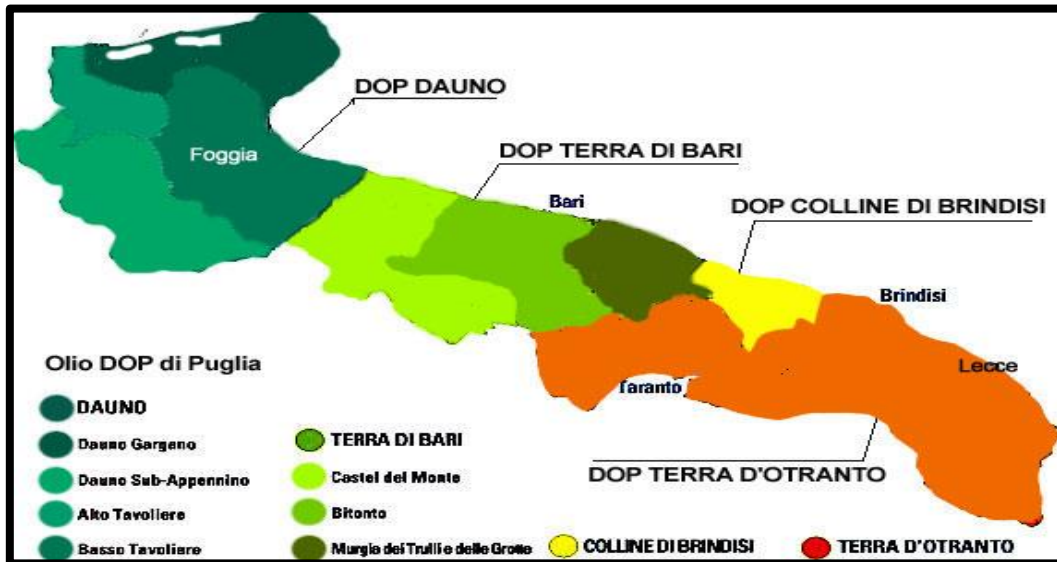 DOP DAUNO
Foggia
DOP TERRA DI BARI
Bari
DOP COLLINE DI BRINDISI
Brindisi
Lecce
Taranto
DOP TERRA D'OTRANTO
Olio DOP di Puglia
DAUNO
Dauno Gargano
Dauno Sub-Appennino
Alto Tavoliere
Basso Tavoliere
TERRA DI BARI
Castel del Monte
Bitonto
Murgia dei Trulli e delle Grotte
COLLINE DI BRINDISI
TERRA D'OTRANTO